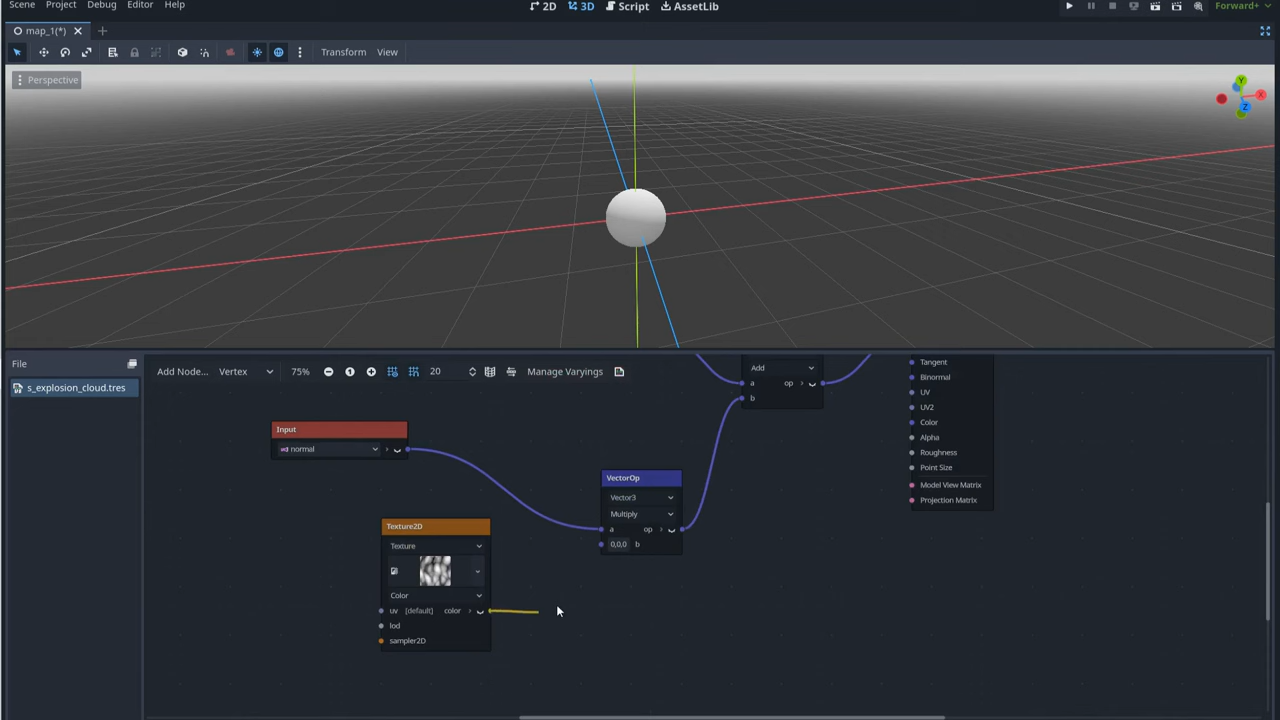 Scene Project Debug Editor Help
2D 3D Script AssetLib
Forward+
map_1(*)
Transform View
Perspective
Y
X
Z
File
s_explosion_cloud.tres
Add Node... Vertex 75% 20 Manage Varyings
Add
a op
b
Tangent
Binormal
UV
UV2
Color
Alpha
Roughness
Point Size
Model View Matrix
Projection Matrix
Input
normal
VectorOp
Vector3
Multiply
a op
0,0,0 b
Texture2D
Texture
Color
uv [default] color
lod
sampler2D